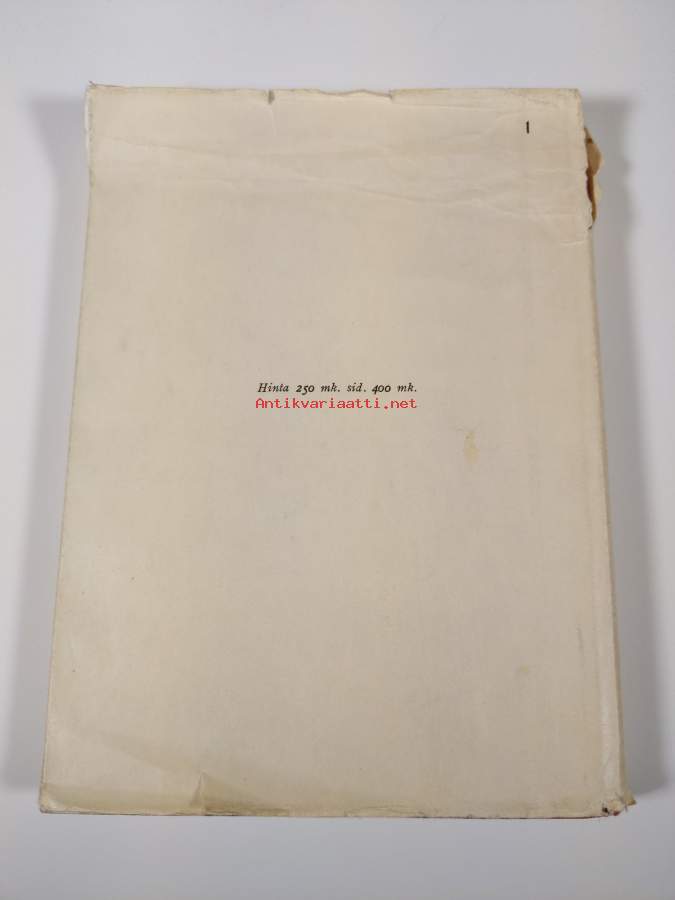 1
Hinta 250 mk. sid. 400 mk.
Antikvariaatti.net